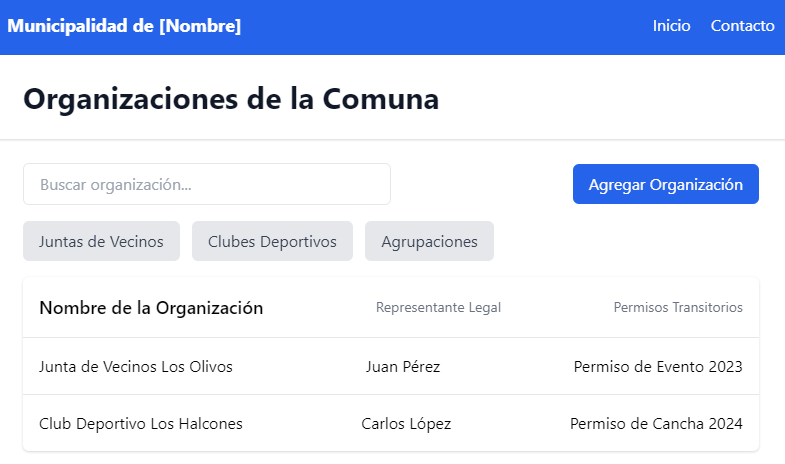 Municipalidad de [Nombre] Inicio Contacto
Organizaciones de la Comuna
Buscar organización... Agregar Organización
Juntas de Vecinos Clubes Deportivos Agrupaciones
Nombre de la Organización Representante Legal Permisos Transitorios
Junta de Vecinos Los Olivos Juan Pérez Permiso de Evento 2023
Club Deportivo Los Halcones Carlos López Permiso de Cancha 2024